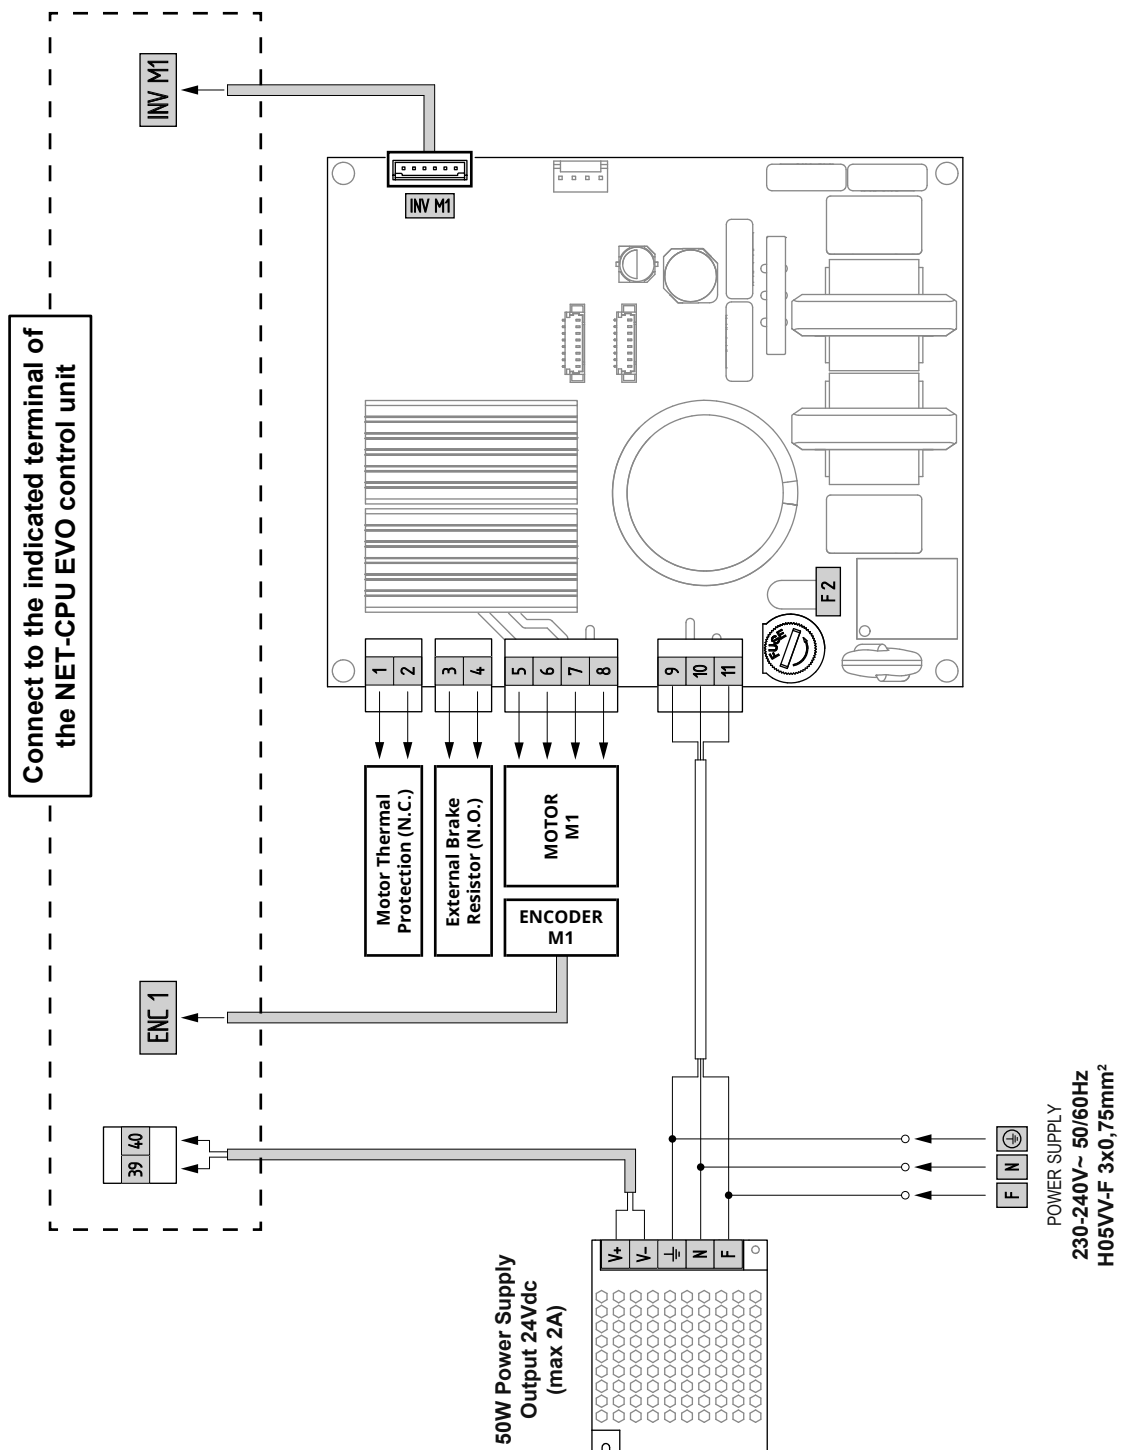 INV M1
INV M1
Connect to the indicated terminal of
the NET-CPU EVO control unit
F 2
FUSE
1
2
3
4
5
6
7
8
9
10
11
Motor Thermal
Protection (N.C.)
External Brake
Resistor (N.O.)
MOTOR
M1
ENCODER
M1
ENC 1
39
40
F
N
POWER SUPPLY
230-240V~ 50/60Hz
H05VV-F 3x0,75mm²
50W Power Supply
Output 24Vdc
(max 2A)
V+
V-
N
F